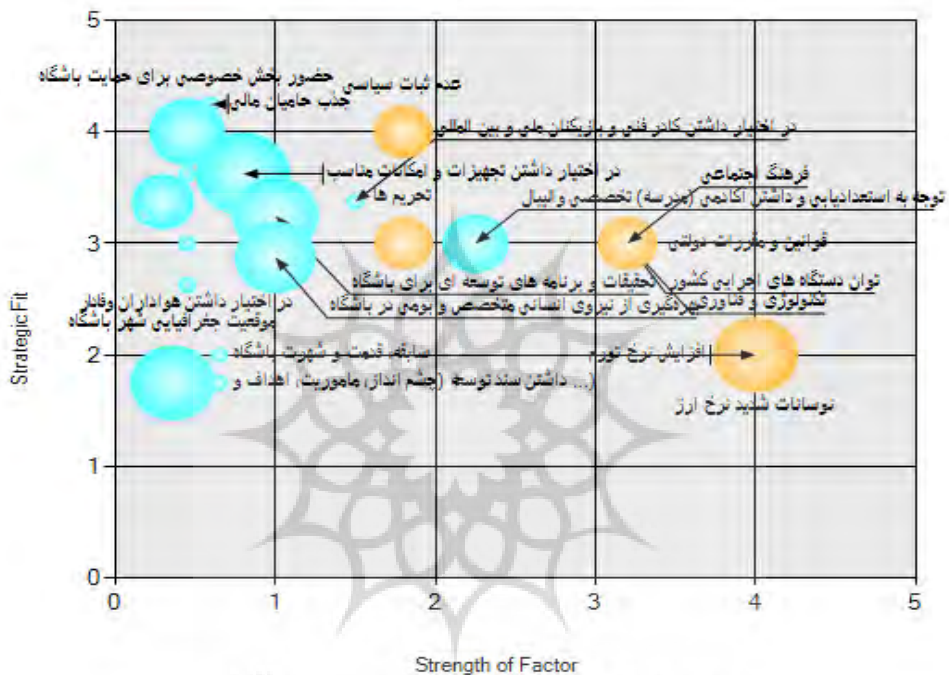 5
حضور بخش خصوصی برای حمایت باشگاه
عدم ثبات سیاسی
جذب حامیان مالی
4
در اختیار داشتن کادر فنی و بازیکنان ملی و بین المللی
در اختیار داشتن تجهیزات و امکانات مناسب
فرهنگ اجتماعی
تحریم ها
توجه به استعدادیابی و داشتن آکادمی (مدرسه) تخصصی والیبال
3
قوانین و مقررات دولتی
تحقیقات و برنامه های توسعه ای برای باشگاه
توان دستگاه های اجرایی کشور
در اختیار داشتن هواداران وفادار
بهره‌گیری از نیروی انسانی متخصص و بومی در باشگاه
تکنولوژی و فناوری
موقعیت جغرافیایی شهر باشگاه
2
سابقه، قدمت و شهرت باشگاه
افزایش نرخ تورم
داشتن سند توسعه (چشم انداز، ماموریت، اهداف و ...)
نوسانات شدید نرخ ارز
1
0
0 1 2 3 4 5
Strategic Fit
Strength of Factor